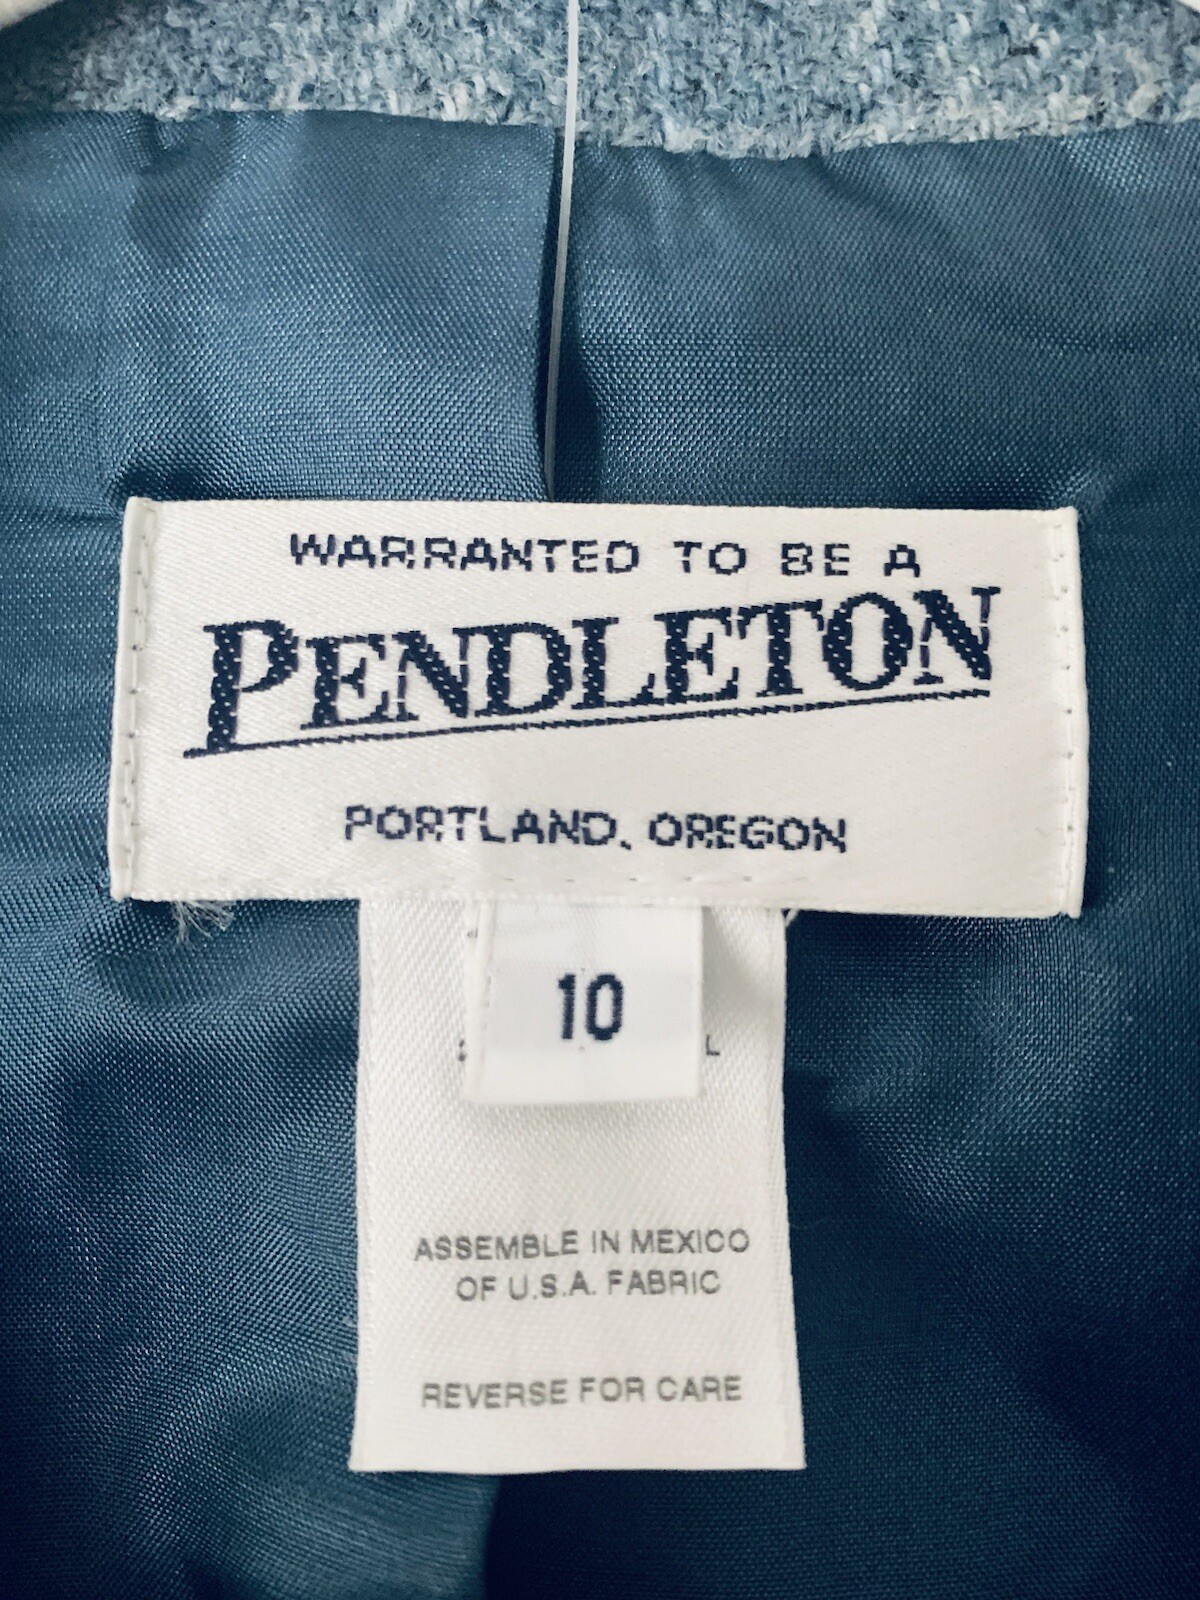 WARRANTED TO BE A
PENDLETON
PORTLAND, OREGON
10
L
ASSEMBLE IN MEXICO
OF U.S.A. FABRIC
REVERSE FOR CARE